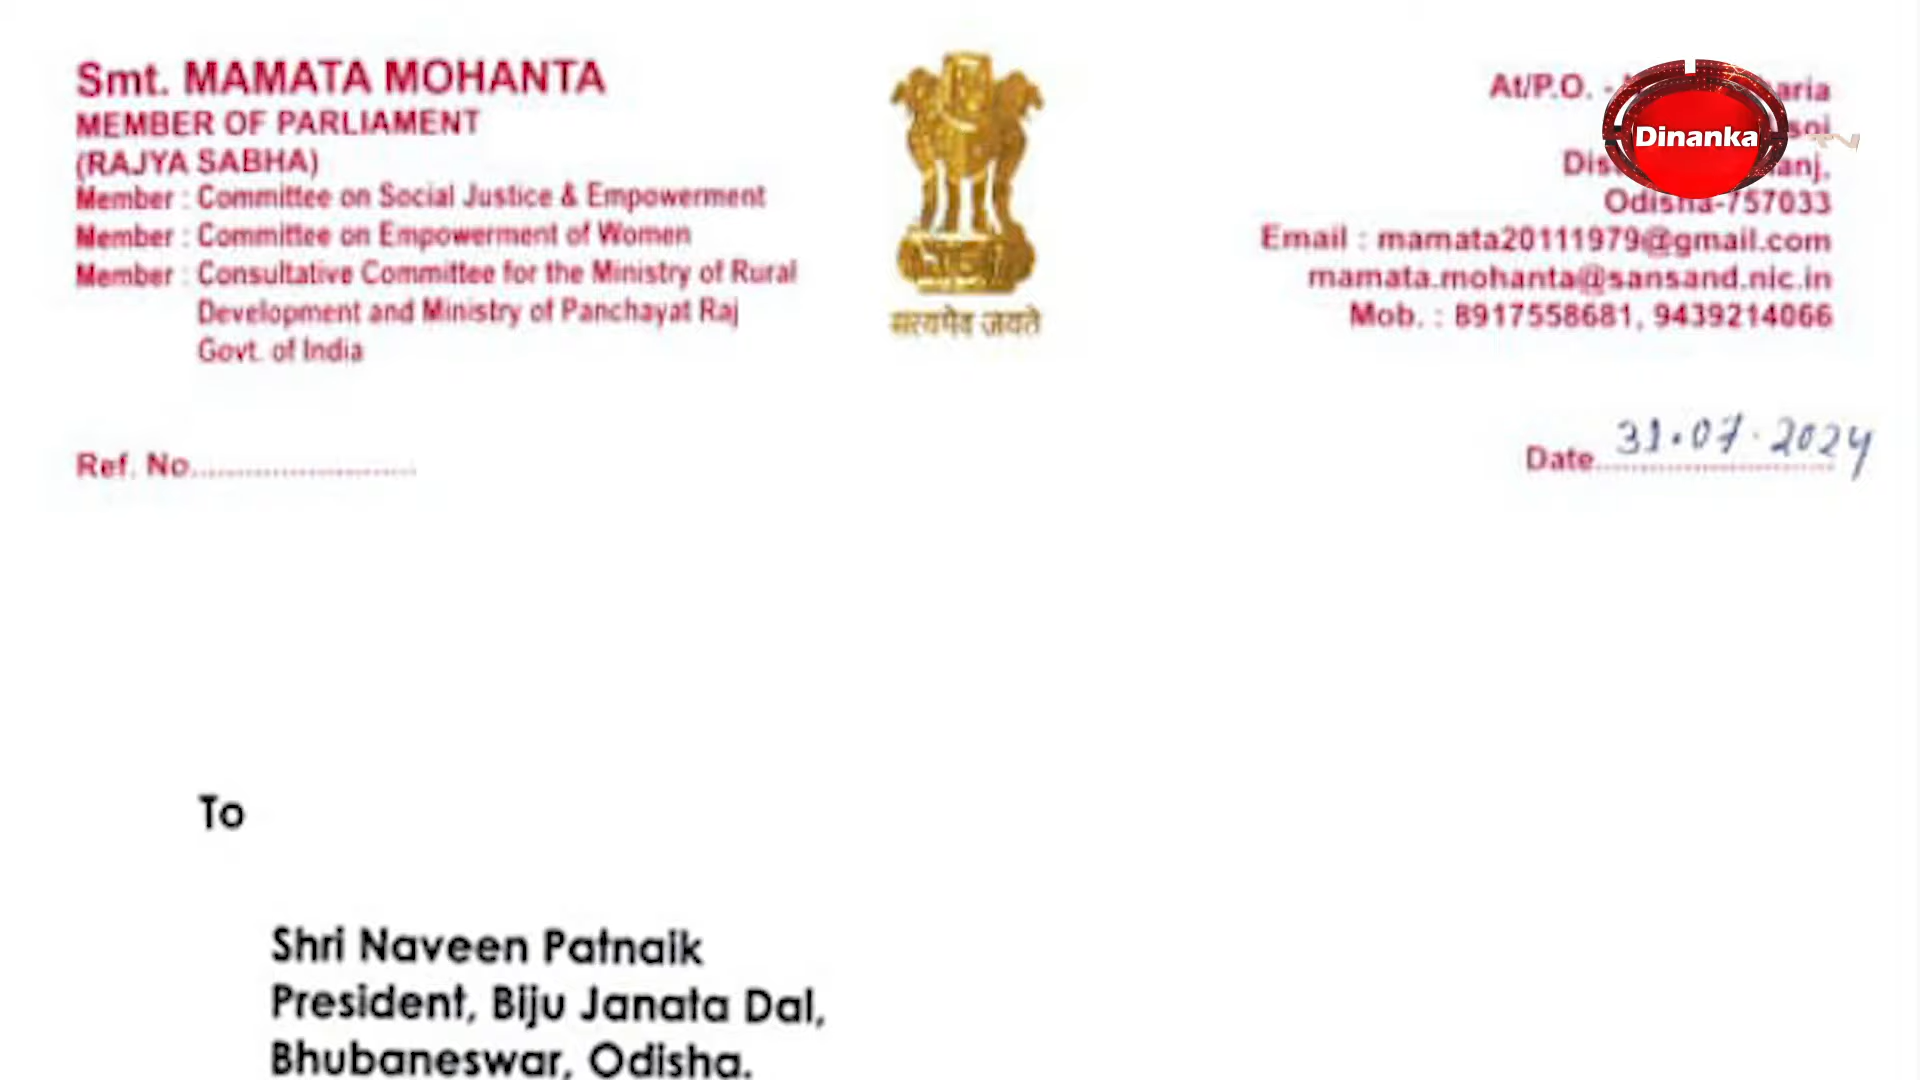 Smt. MAMATA MOHANTA
MEMBER OF PARLIAMENT
(RAJYA SABHA)
Member : Committee on Social Justice & Empowerment
Member : Committee on Empowerment of Women
Member : Consultative Committee for the Ministry of Rural
Development and Ministry of Panchayat Raj
Govt. of India
सत्यमेव जयते
At/P.O. -
Odisha-757033
Email : mamata20111979@gmail.com
mamata.mohanta@sansand.nic.in
Mob. : 8917558681, 9439214066
Dinanka
Ref. No..........................
Date 31.07.2024
To
Shri Naveen Patnaik
President, Biju Janata Dal,
Bhubaneswar, Odisha.